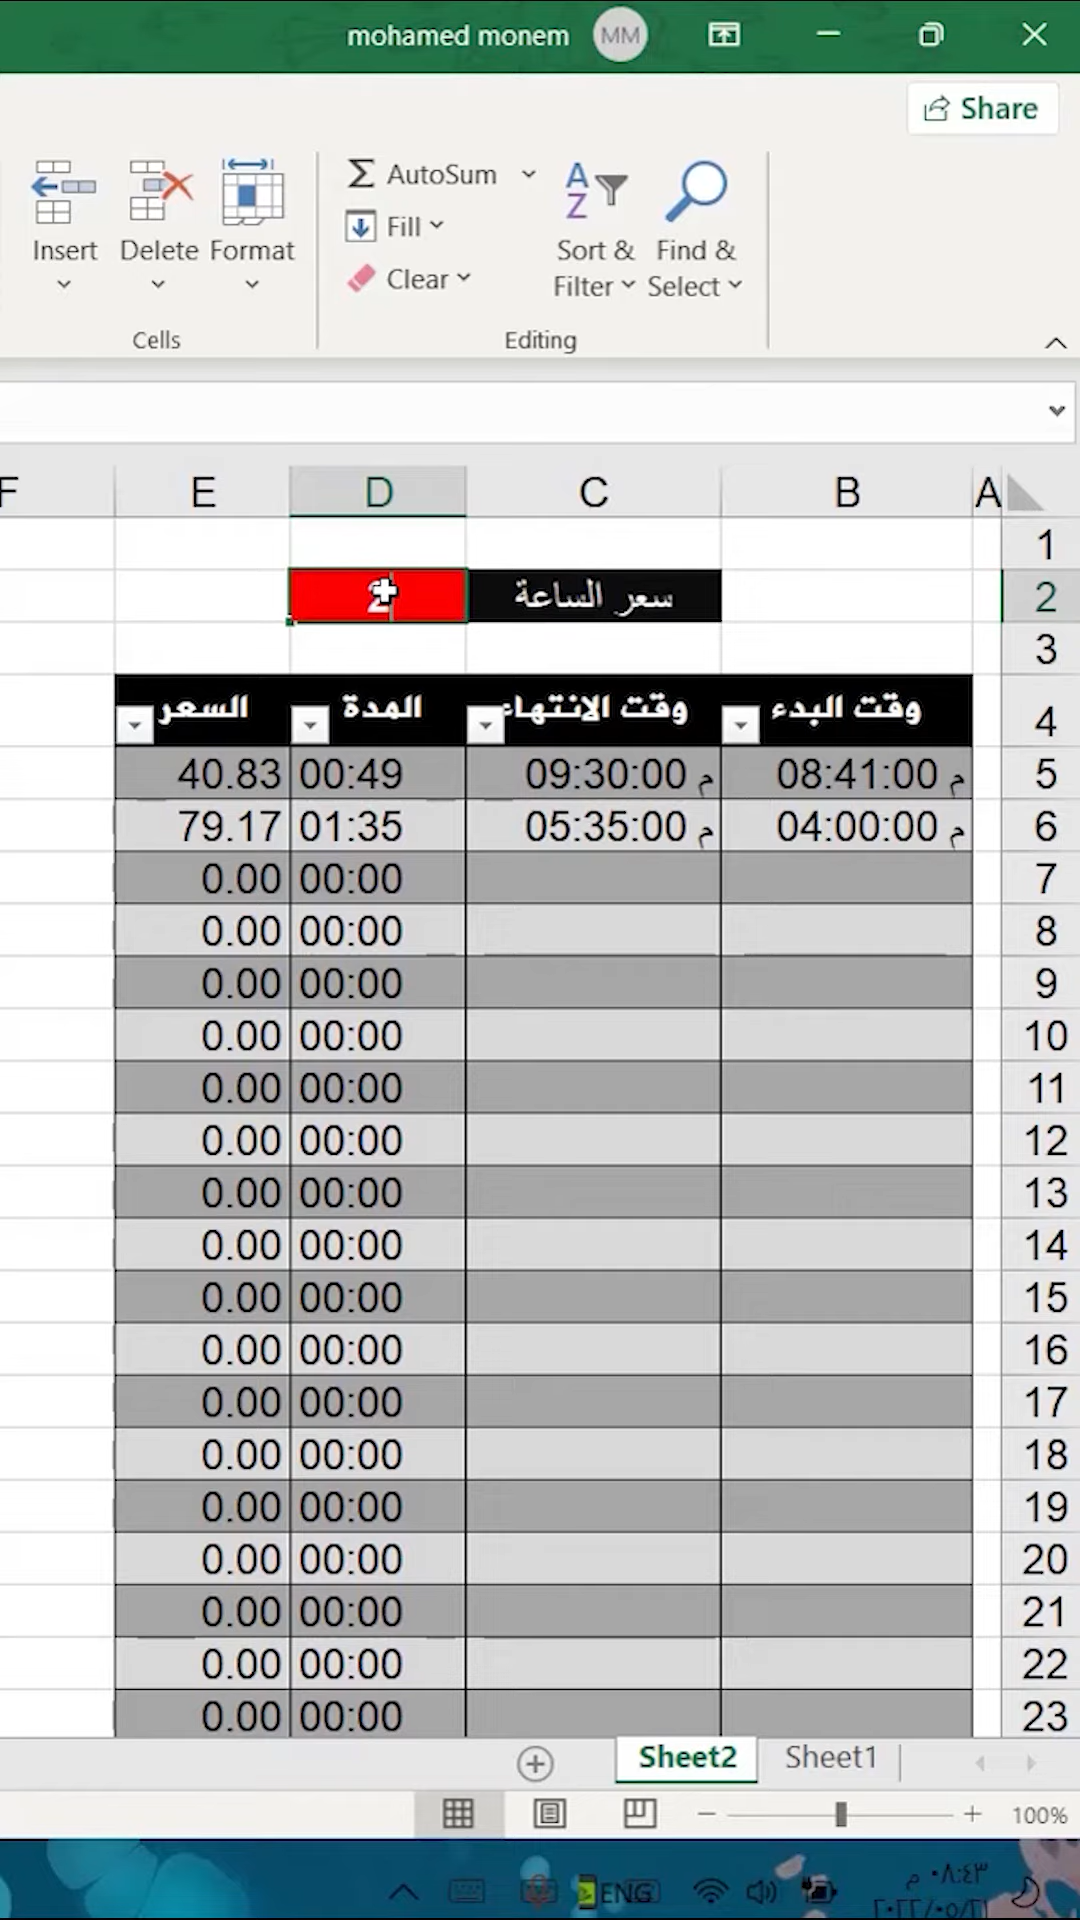 mohamed monem MM
Share
Insert Delete Format
Cells
AutoSum
Fill
Clear
Sort & Filter
Find & Select
Editing
A B C D E F
1
2 سعر الساعة 2
3
4 وقت البدء وقت الانتهاء المدة السعر
5 08:41:00 م 09:30:00 م 00:49 40.83
6 04:00:00 م 05:35:00 م 01:35 79.17
7 00:00 0.00
8 00:00 0.00
9 00:00 0.00
10 00:00 0.00
11 00:00 0.00
12 00:00 0.00
13 00:00 0.00
14 00:00 0.00
15 00:00 0.00
16 00:00 0.00
17 00:00 0.00
18 00:00 0.00
19 00:00 0.00
20 00:00 0.00
21 00:00 0.00
22 00:00 0.00
23 00:00 0.00
Sheet1 Sheet2
100%
ENG
٠٨:٤٣ م